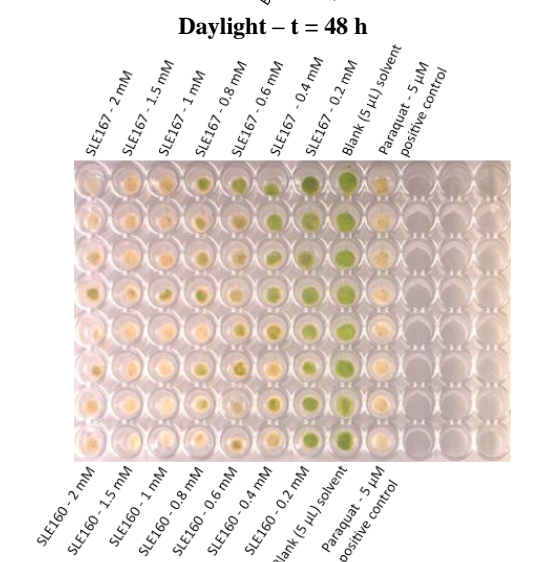 Daylight – t = 48 h
SLE167 - 2 mM
SLE167 - 1.5 mM
SLE167 - 1 mM
SLE167 - 0.8 mM
SLE167 - 0.6 mM
SLE167 - 0.4 mM
SLE167 - 0.2 mM
Blank (5 µL) solvent
Paraquat - 5 µM
positive control
SLE160 - 2 mM
SLE160 - 1.5 mM
SLE160 - 1 mM
SLE160 - 0.8 mM
SLE160 - 0.6 mM
SLE160 - 0.4 mM
SLE160 - 0.2 mM
Blank (5 µL) solvent
Paraquat - 5 µM
positive control